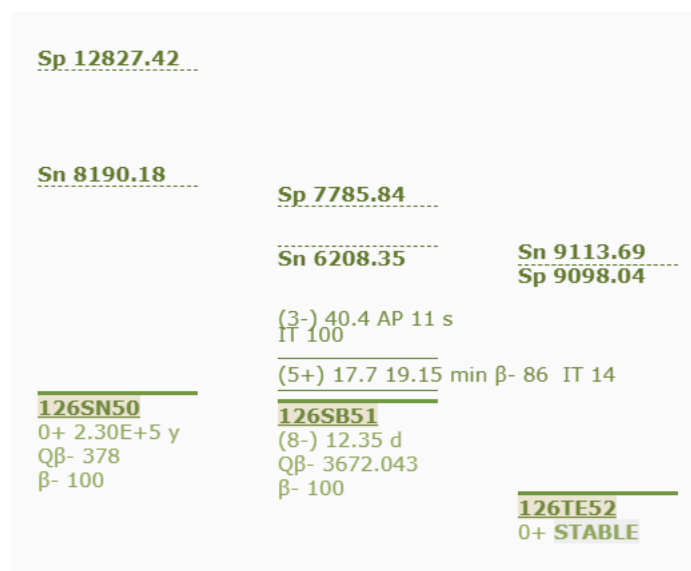 Sp 12827.42
Sn 8190.18
126SN50
0+ 2.30E+5 y
Qβ- 378
β- 100
Sp 7785.84
Sn 6208.35
(3-) 40.4 AP 11 s
IT 100
(5+) 17.7 19.15 min β- 86 IT 14
126SB51
(8-) 12.35 d
Qβ- 3672.043
β- 100
Sn 9113.69
Sp 9098.04
126TE52
0+ STABLE